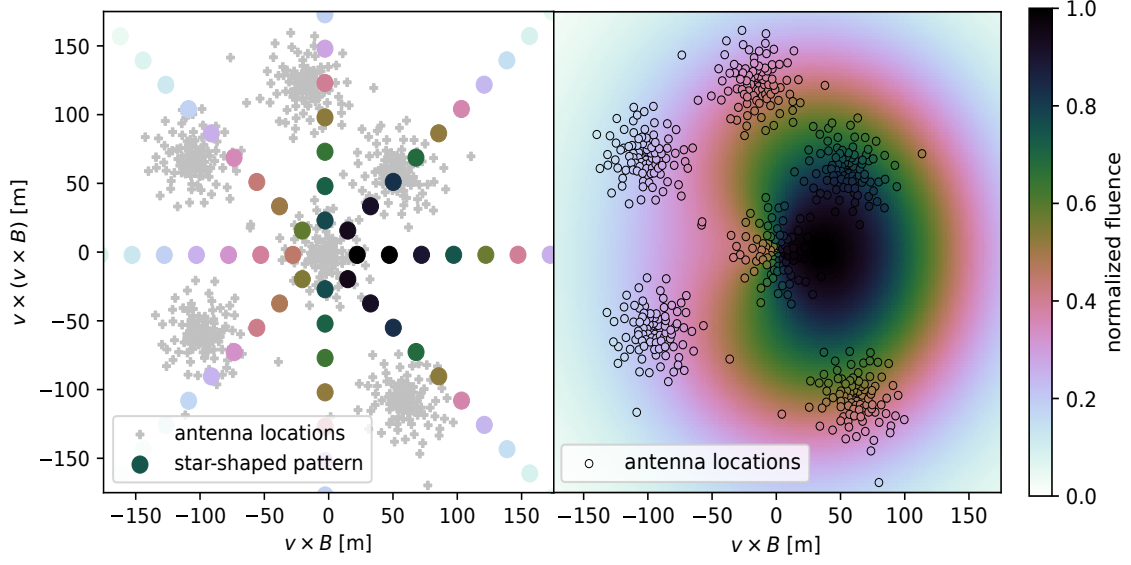 150
100
50
0
−50
−100
−150
v × (v × B) [m]
antenna locations
star-shaped pattern
−150 −100 −50 0 50 100 150
v × B [m]
antenna locations
−150 −100 −50 0 50 100 150
v × B [m]
1.0
0.8
0.6
0.4
0.2
0.0
normalized fluence